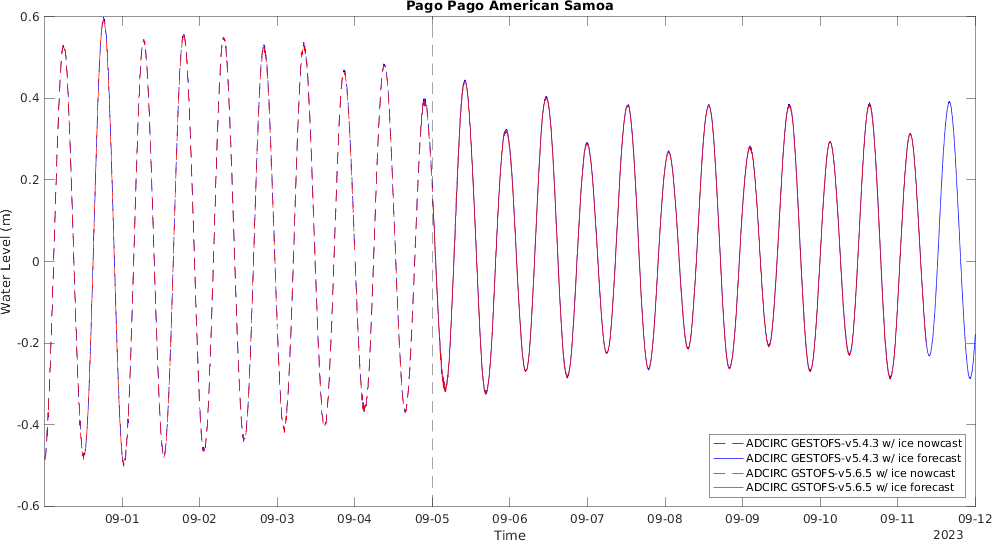 Pago Pago American Samoa
0.6
0.4
0.2
0
-0.2
-0.4
-0.6
Water Level (m)
ADCIRC GESTOFS-v5.4.3 w/ ice nowcast
ADCIRC GESTOFS-v5.4.3 w/ ice forecast
ADCIRC GSTOFS-v5.6.5 w/ ice nowcast
ADCIRC GSTOFS-v5.6.5 w/ ice forecast
09-01 09-02 09-03 09-04 09-05 09-06 09-07 09-08 09-09 09-10 09-11 09-12
Time
2023